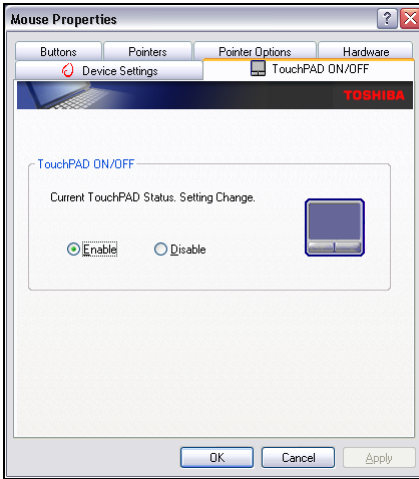 Mouse Properties
Buttons Pointers Pointer Options Hardware
Device Settings TouchPAD ON/OFF
TOSHIBA
TouchPAD ON/OFF
Current TouchPAD Status. Setting Change.
Enable Disable
OK Cancel Apply